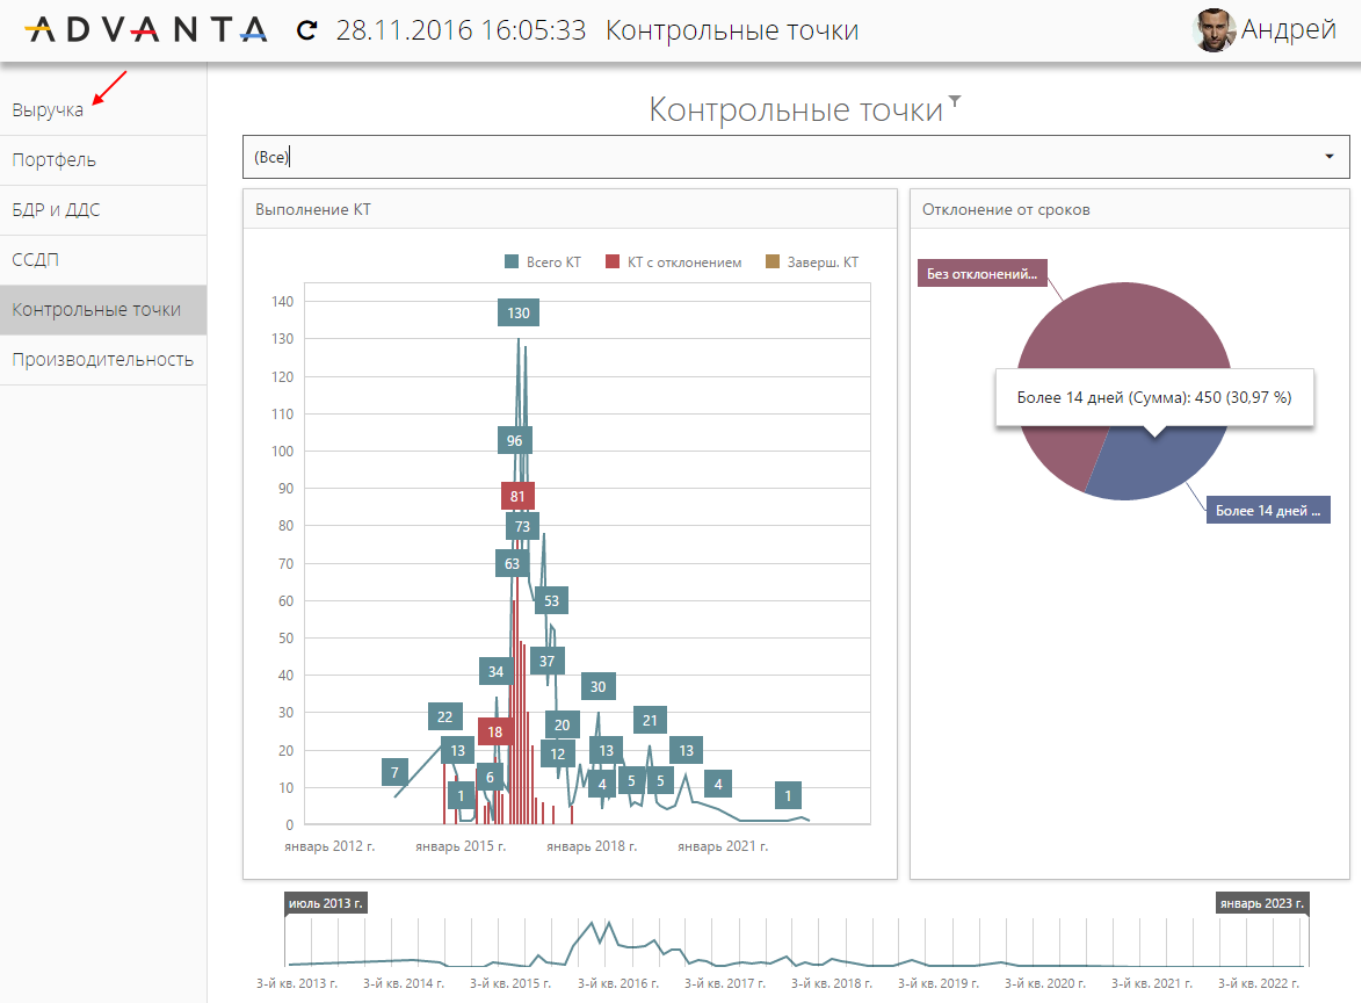 ADVANTA 28.11.2016 16:05:33 Контрольные точки Андрей
Выручка
Портфель
БДР и ДДС
ССДП
Контрольные точки
Производительность
Контрольные точки
(Все)
Выполнение КТ
Всего КТ КТ с отклонением Заверш. КТ
140
130
120
110
100
90
80
70
60
50
40
30
20
10
0
130
96
81
73
63
53
37
34
30
22
18
20
21
13
12
13
13
7
6
1
4
5
5
4
1
январь 2012 г. январь 2015 г. январь 2018 г. январь 2021 г.
Отклонение от сроков
Без отклонений...
Более 14 дней (Сумма): 450 (30,97 %)
Более 14 дней ...
июль 2013 г. январь 2023 г.
3-й кв. 2013 г. 3-й кв. 2014 г. 3-й кв. 2015 г. 3-й кв. 2016 г. 3-й кв. 2017 г. 3-й кв. 2018 г. 3-й кв. 2019 г. 3-й кв. 2020 г. 3-й кв. 2021 г. 3-й кв. 2022 г.